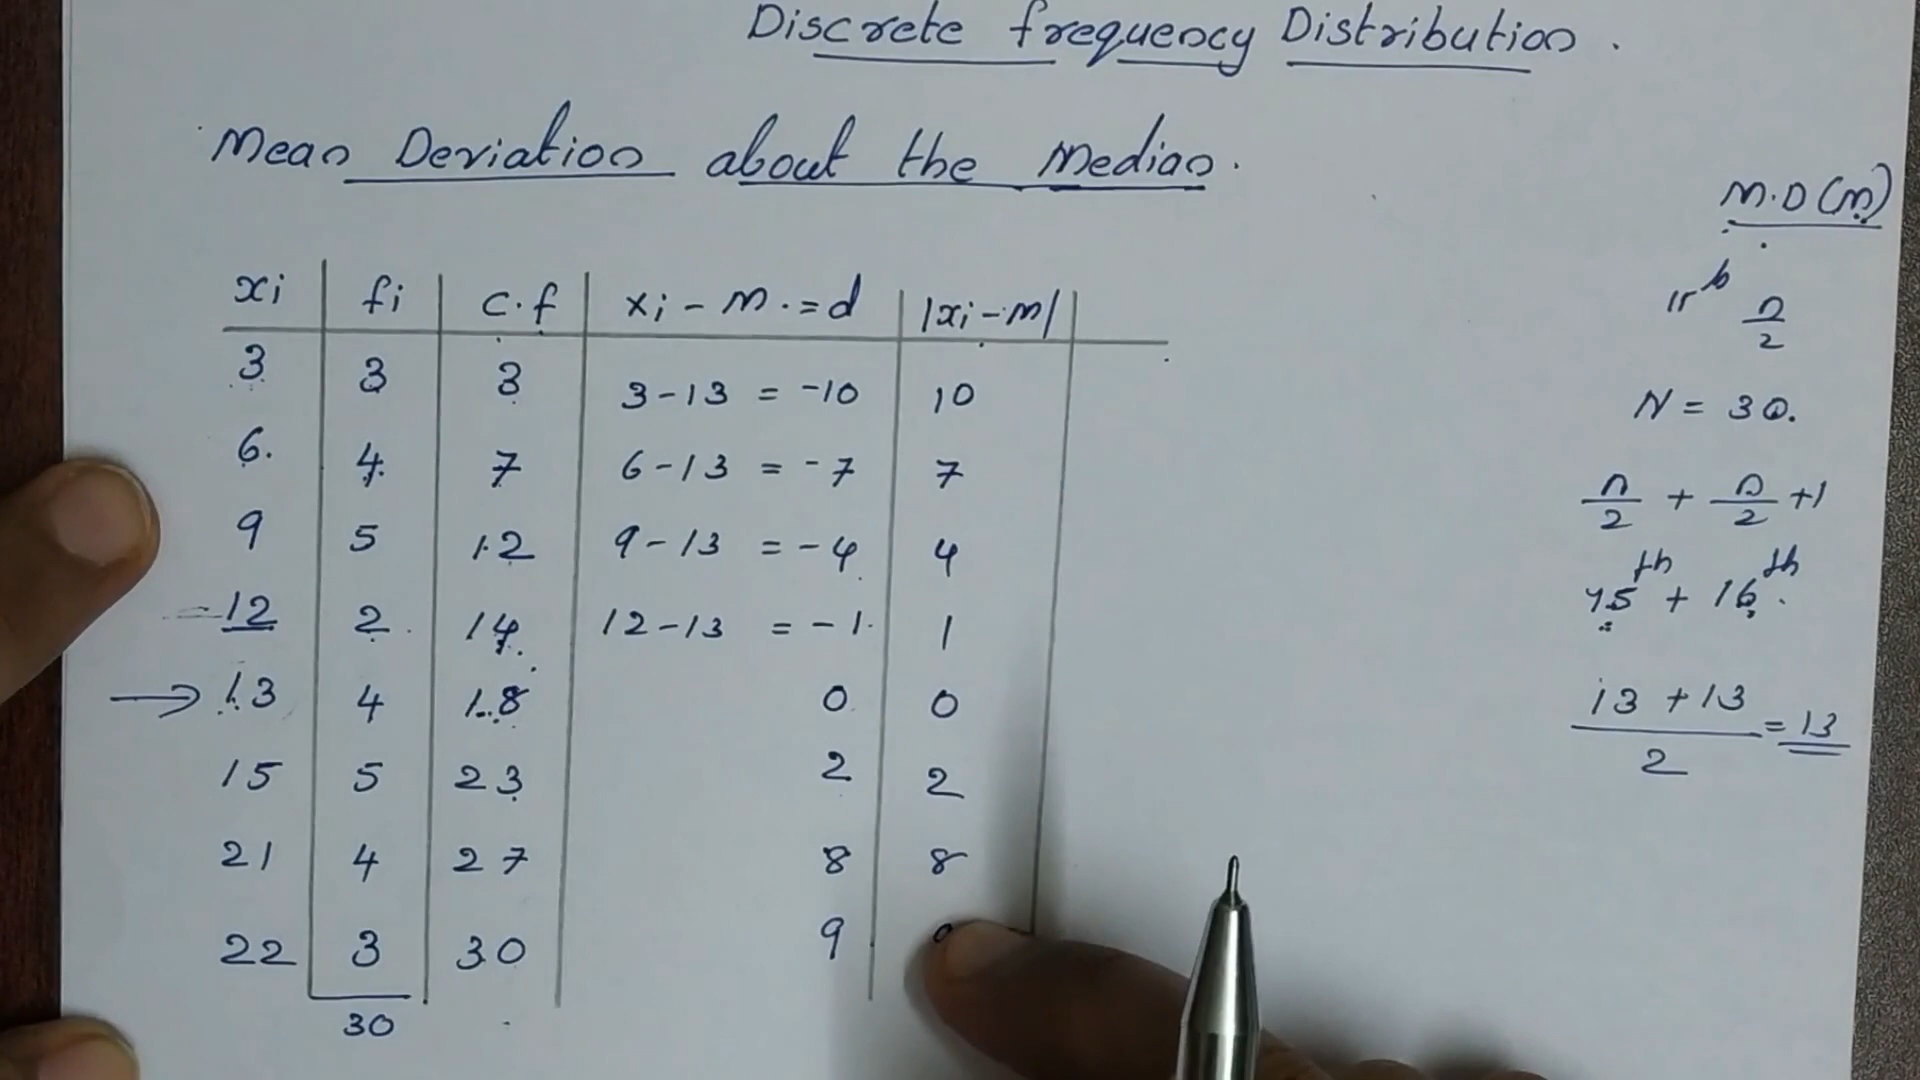 Discrete frequency Distribution.
Mean Deviation about the Median.
M.D (M)
n/2
N = 30.
n/2 + n/2 +1
15th + 16th.
13 + 13 / 2 = 13
xi fi c.f xi - m. = d |xi - m|
3 3 3 3-13 = -10 10
6. 4 7 6-13 = -7 7
9 5 12 9-13 = -4 4
12 2 14 12-13 = -1 1
→ 13 4 18 0 0
15 5 23 2 2
21 4 27 8 8
22 3 30 9
30